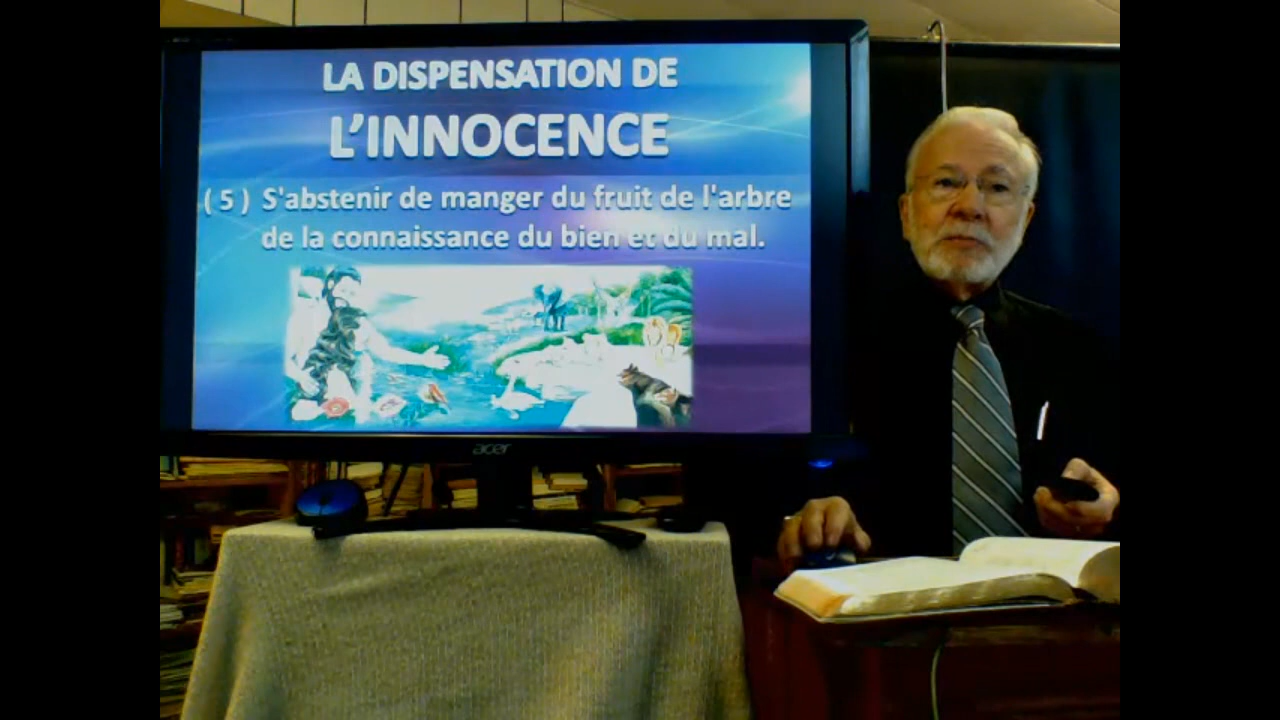 LA DISPENSATION DE
L'INNOCENCE
( 5 ) S'abstenir de manger du fruit de l'arbre
de la connaissance du bien et du mal.
acer